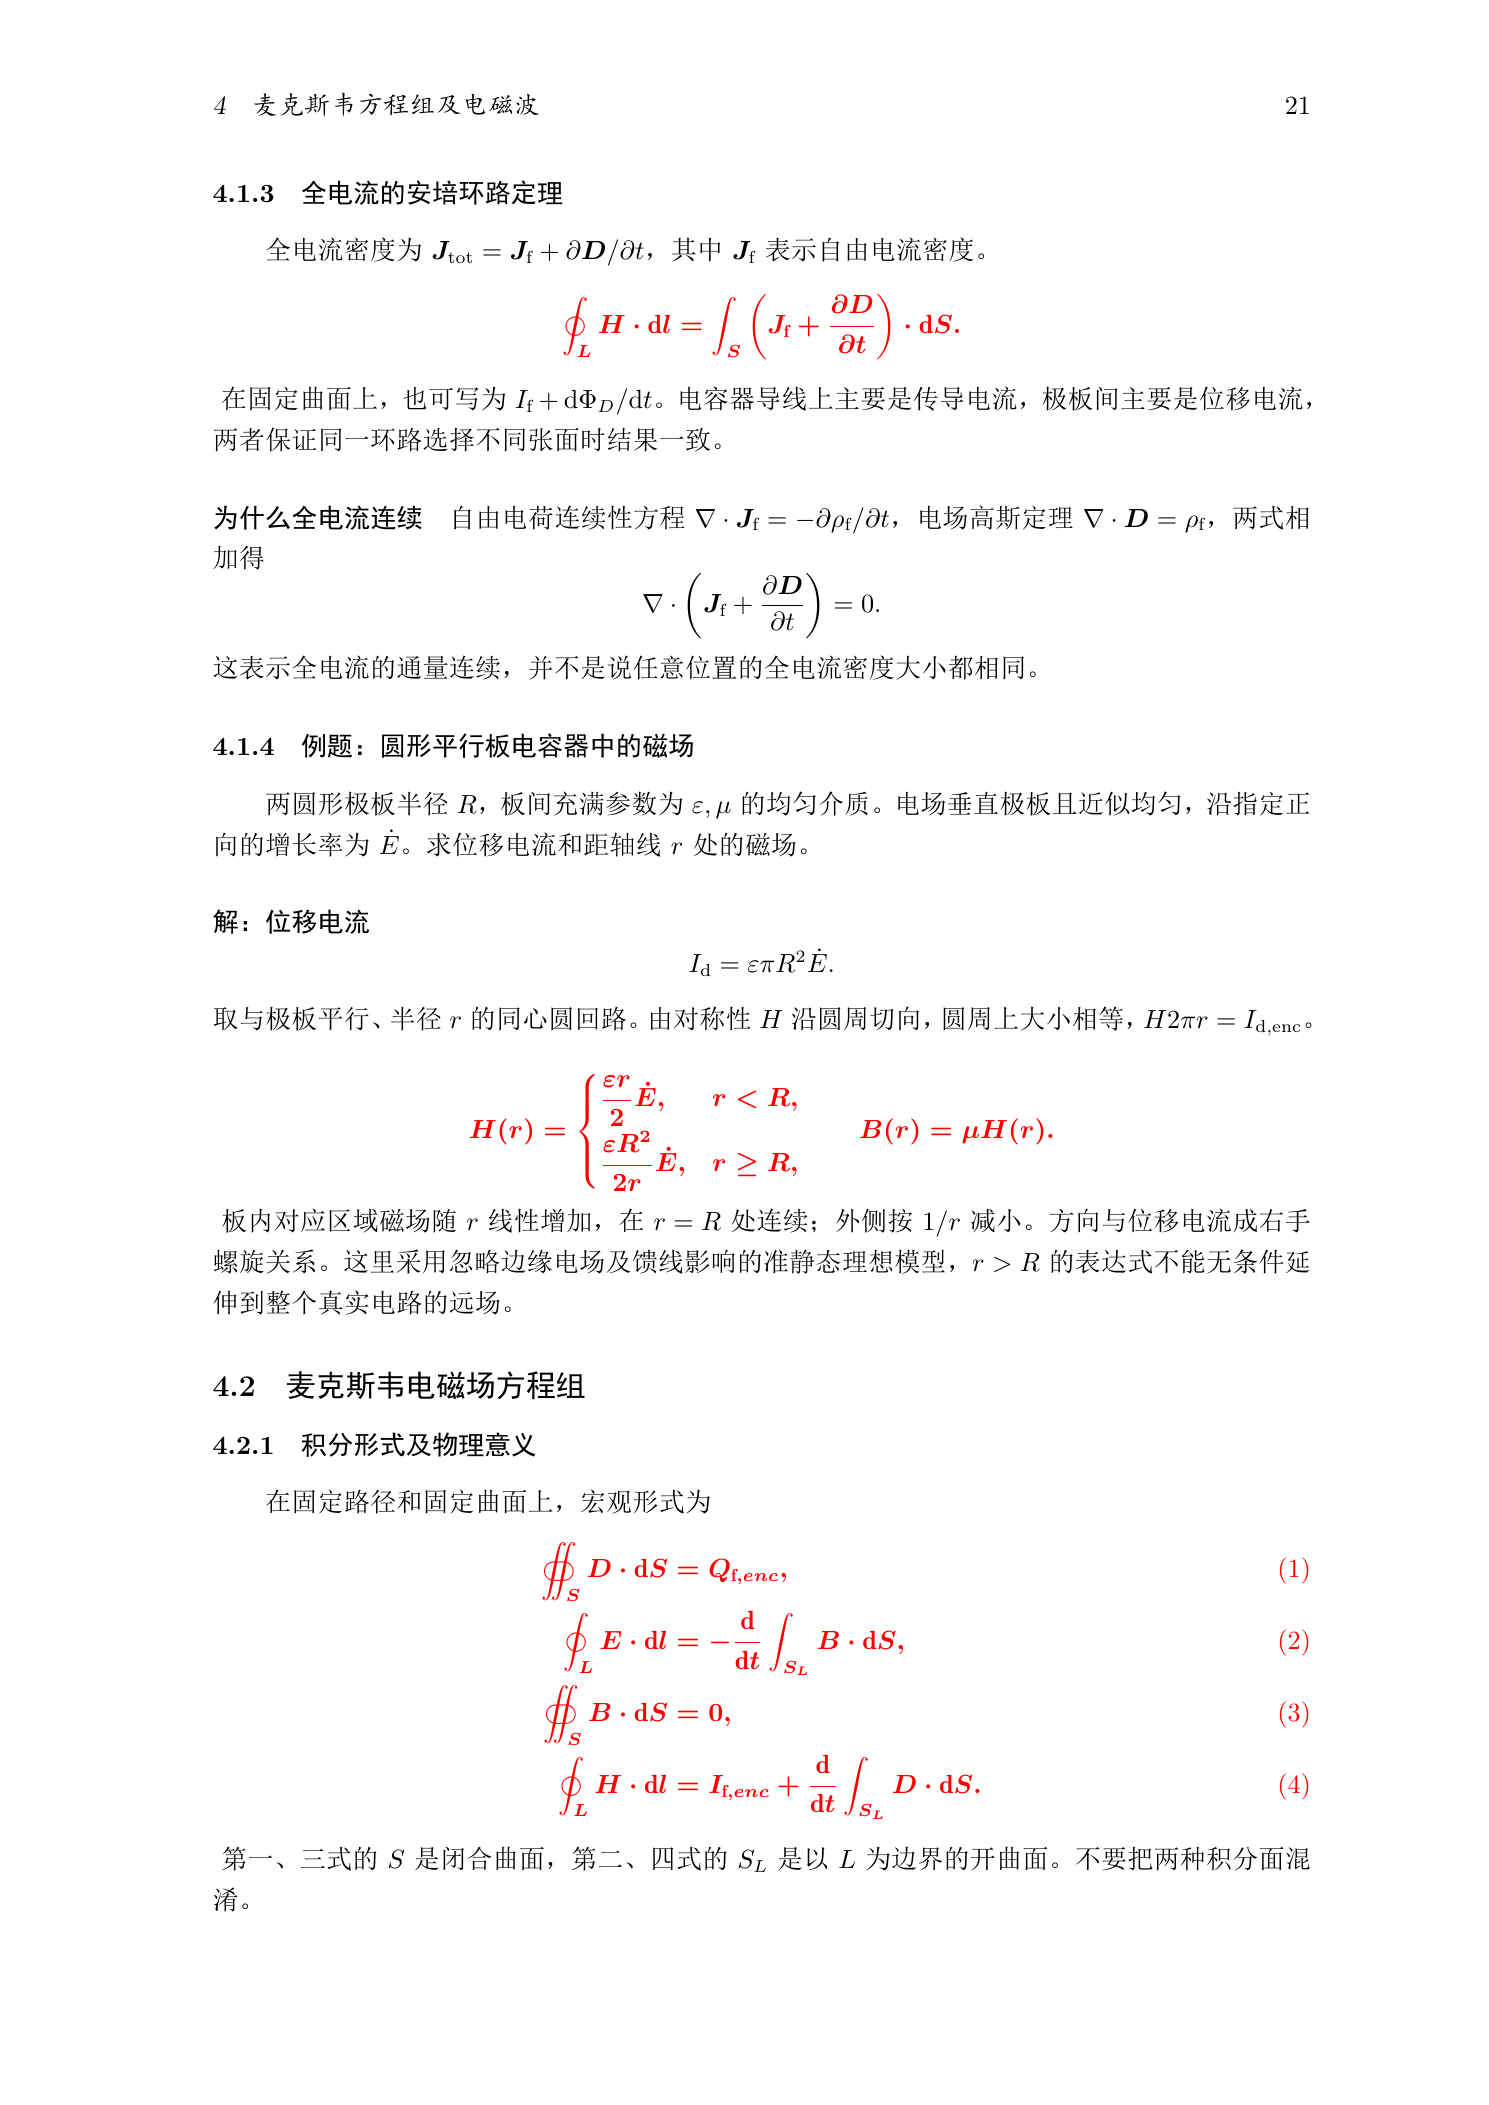 4 麦克斯韦方程组及电磁波 21
4.1.3 全电流的安培环路定理
全电流密度为 J_tot = J_f + ∂D/∂t，其中 J_f 表示自由电流密度。
∮_L H · dl = ∫_S (J_f + ∂D/∂t) · dS.
在固定曲面上，也可写为 I_f + dΦ_D/dt。电容器导线上主要是传导电流，极板间主要是位移电流，
两者保证同一环路选择不同张面时结果一致。
为什么全电流连续 自由电荷连续性方程 ∇ · J_f = −∂ρ_f/∂t，电场高斯定理 ∇ · D = ρ_f，两式相
加得
∇ · (J_f + ∂D/∂t) = 0.
这表示全电流的通量连续，并不是说任意位置的全电流密度大小都相同。
4.1.4 例题：圆形平行板电容器中的磁场
两圆形极板半径 R，板间充满参数为 ε, μ 的均匀介质。电场垂直极板且近似均匀，沿指定正
向的增长率为 Ė。求位移电流和距轴线 r 处的磁场。
解：位移电流
I_d = επR²Ė.
取与极板平行、半径 r 的同心圆回路。由对称性 H 沿圆周切向，圆周上大小相等，H2πr = I_d,enc。
H(r) = { (εr/2)Ė, r < R, (εR²/2r)Ė, r ≥ R, B(r) = μH(r).
板内对应区域磁场随 r 线性增加，在 r = R 处连续；外侧按 1/r 减小。方向与位移电流成右手
螺旋关系。这里采用忽略边缘电场及馈线影响的准静态理想模型，r > R 的表达式不能无条件延
伸到整个真实电路的远场。
4.2 麦克斯韦电磁场方程组
4.2.1 积分形式及物理意义
在固定路径和固定曲面上，宏观形式为
∯_S D · dS = Q_f,enc, (1)
∮_L E · dl = −d/dt ∫_{S_L} B · dS, (2)
∯_S B · dS = 0, (3)
∮_L H · dl = I_f,enc + d/dt ∫_{S_L} D · dS. (4)
第一、三式的 S 是闭合曲面，第二、四式的 S_L 是以 L 为边界的开曲面。不要把两种积分面混
淆。